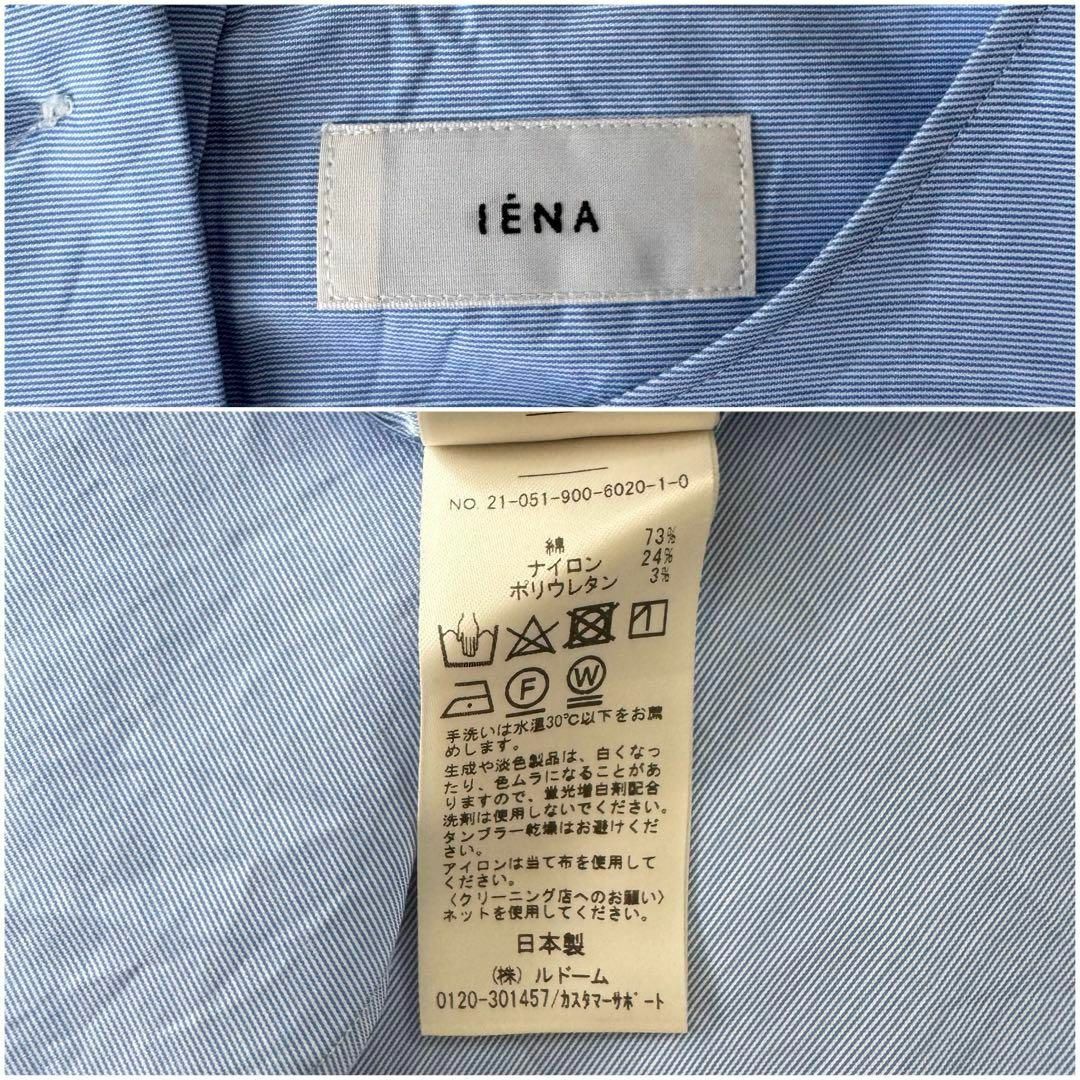 IÉNA
NO. 21-051-900-6020-1-0
綿 73%
ナイロン 24%
ポリウレタン 3%
F W
手洗いは水温30℃以下をお薦
めします。
生成や淡色製品は、白くなっ
たり、色ムラになることがあ
りますので、蛍光増白剤配合
洗剤は使用しないでください。
タンブラー乾燥はお避けくだ
さい。
アイロンは当て布を使用して
ください。
〈クリーニング店へのお願い〉
ネットを使用してください。
日本製
(株) ルドーム
0120-301457/カスタマーサポート